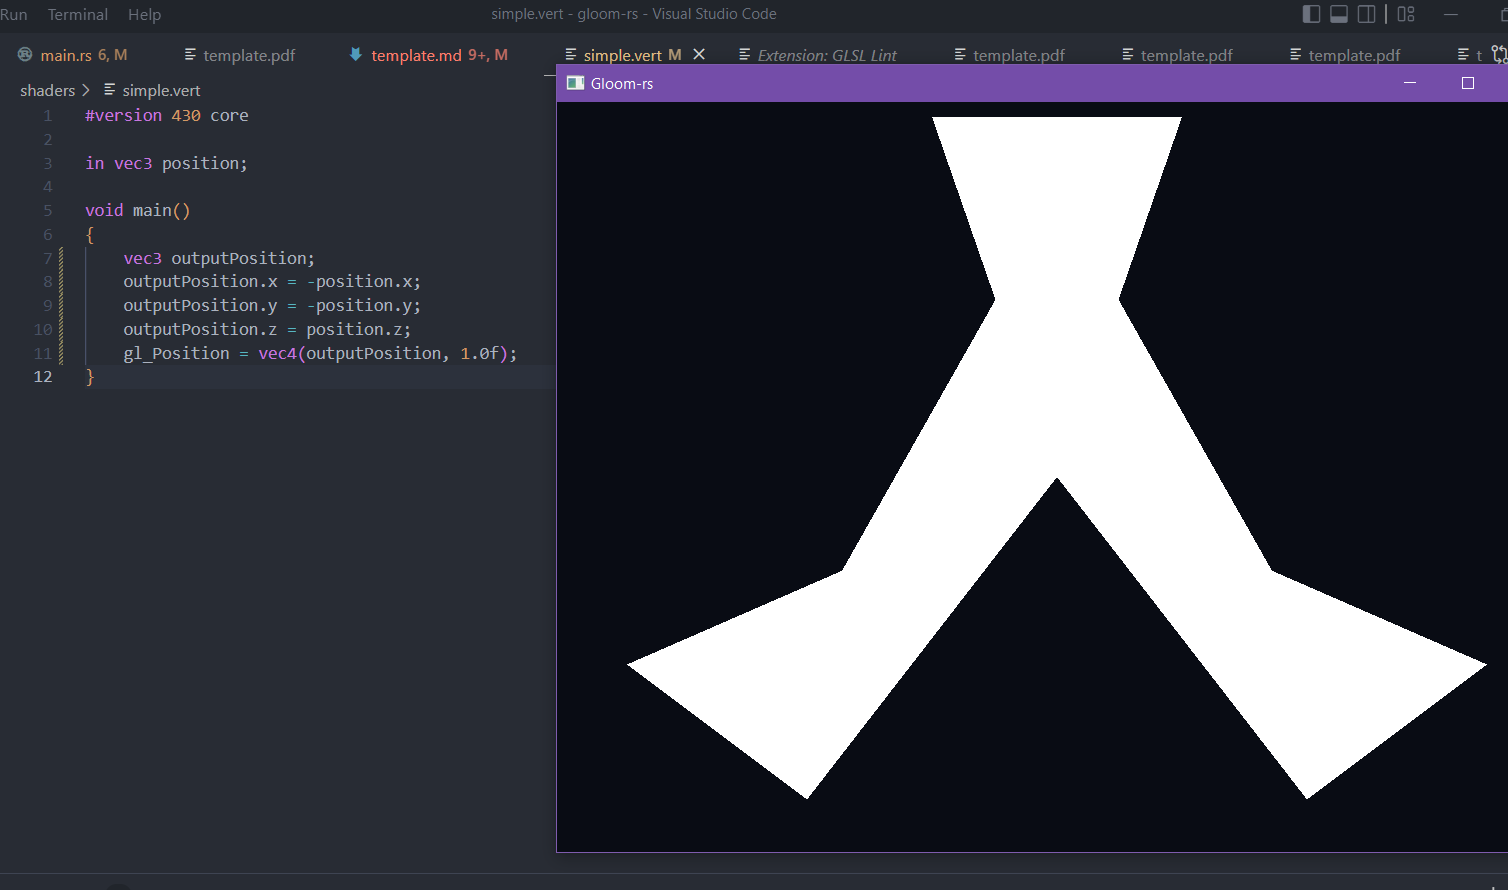 Run Terminal Help simple.vert - gloom-rs - Visual Studio Code
main.rs 6, M template.pdf template.md 9+, M simple.vert M Extension: GLSL Lint template.pdf template.pdf template.pdf t
shaders > simple.vert
Gloom-rs
1 #version 430 core
2
3 in vec3 position;
4
5 void main()
6 {
7 vec3 outputPosition;
8 outputPosition.x = -position.x;
9 outputPosition.y = -position.y;
10 outputPosition.z = position.z;
11 gl_Position = vec4(outputPosition, 1.0f);
12 }